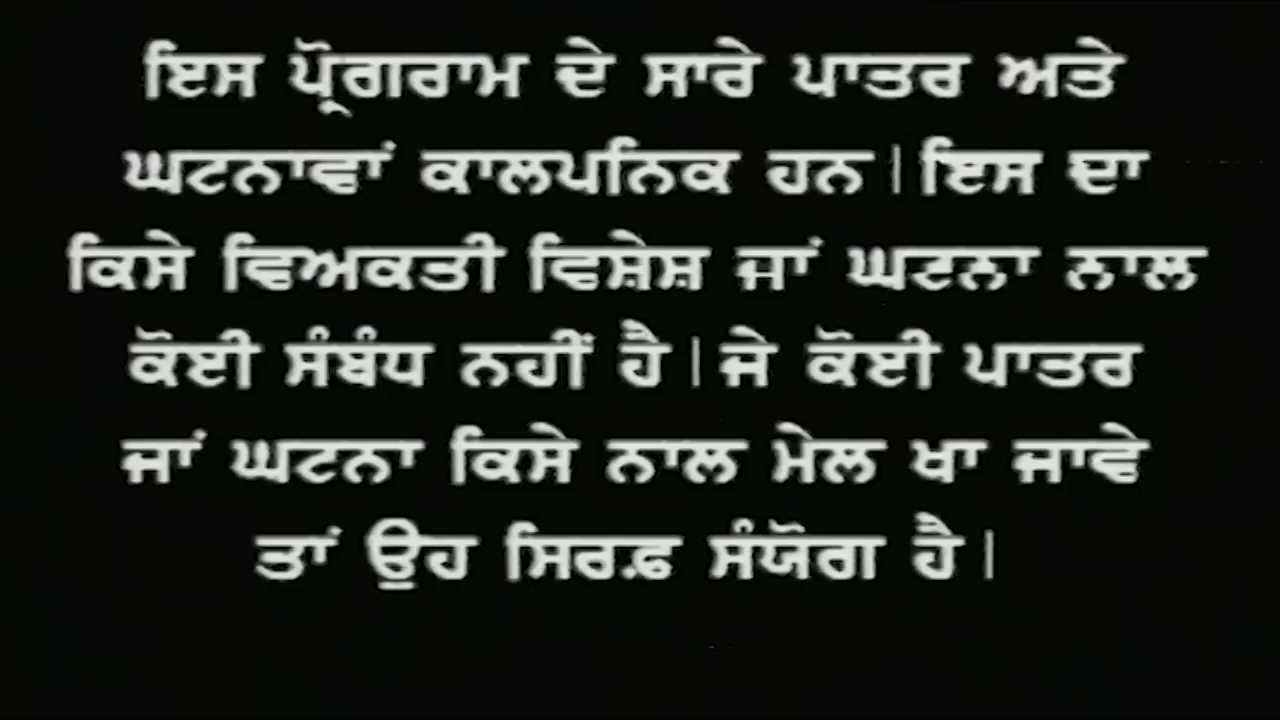 ਇਸ ਪ੍ਰੋਗਰਾਮ ਦੇ ਸਾਰੇ ਪਾਤਰ ਅਤੇ
ਘਟਨਾਵਾਂ ਕਾਲਪਨਿਕ ਹਨ।ਇਸ ਦਾ
ਕਿਸੇ ਵਿਅਕਤੀ ਵਿਸ਼ੇਸ਼ ਜਾਂ ਘਟਨਾ ਨਾਲ
ਕੋਈ ਸੰਬੰਧ ਨਹੀਂ ਹੈ।ਜੇ ਕੋਈ ਪਾਤਰ
ਜਾਂ ਘਟਨਾ ਕਿਸੇ ਨਾਲ ਮੇਲ ਖਾ ਜਾਵੇ
ਤਾਂ ਉਹ ਸਿਰਫ਼ ਸੰਯੋਗ ਹੈ।